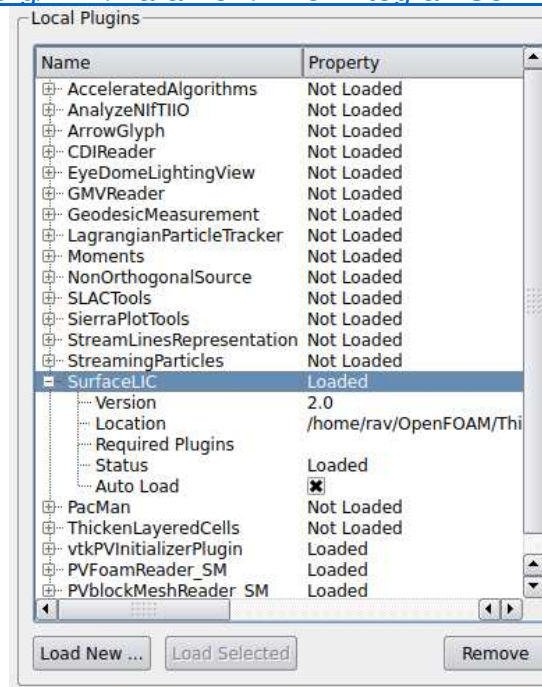 Local Plugins
Name Property
AcceleratedAlgorithms Not Loaded
AnalyzeNIfTIIO Not Loaded
ArrowGlyph Not Loaded
CDIReader Not Loaded
EyeDomeLightingView Not Loaded
GMVReader Not Loaded
GeodesicMeasurement Not Loaded
LagrangianParticleTracker Not Loaded
Moments Not Loaded
NonOrthogonalSource Not Loaded
SLACTools Not Loaded
SierraPlotTools Not Loaded
StreamLinesRepresentation Not Loaded
StreamingParticles Not Loaded
SurfaceLIC Loaded
Version 2.0
Location /home/rav/OpenFOAM/Thi
Required Plugins
Status Loaded
Auto Load
PacMan Not Loaded
ThickenLayeredCells Not Loaded
vtkPVInitializerPlugin Loaded
PVFoamReader_SM Loaded
PVblockMeshReader_SM Loaded
Load New ... Load Selected Remove